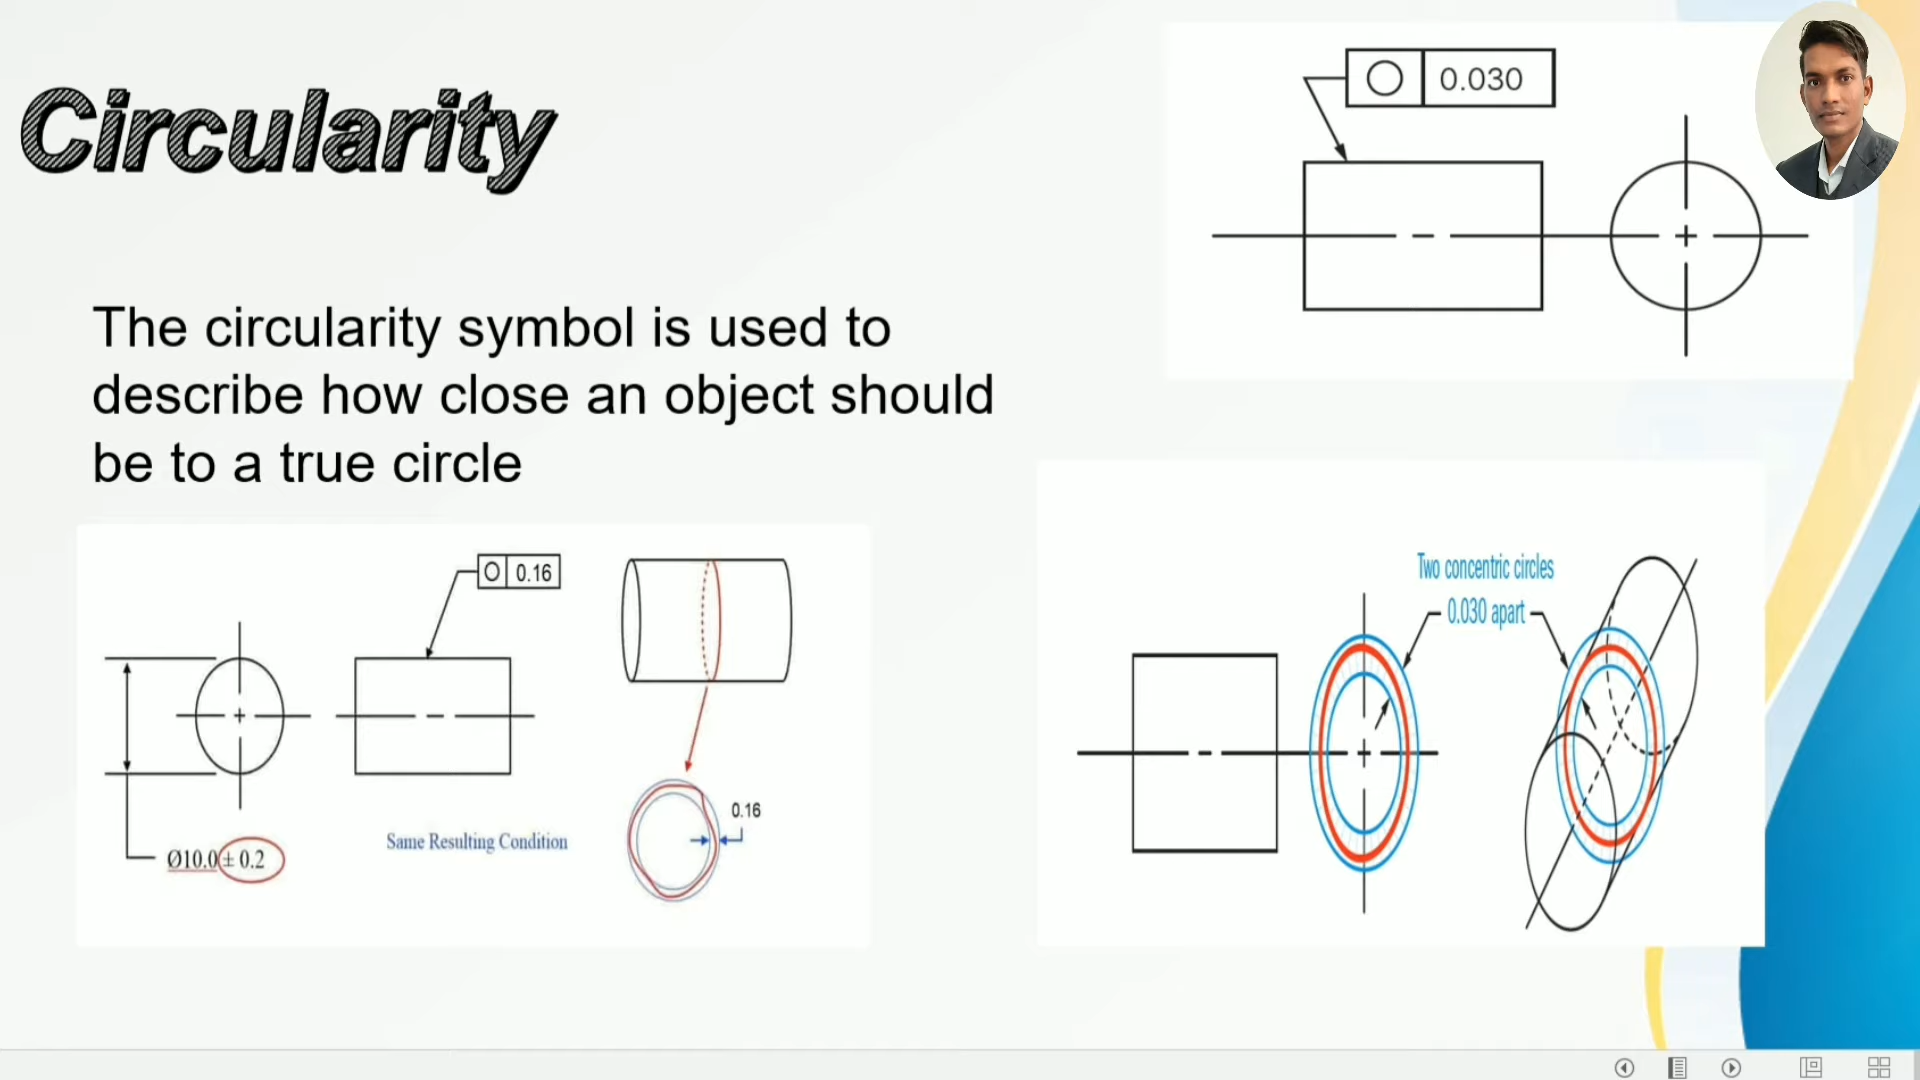 Circularity
The circularity symbol is used to
describe how close an object should
be to a true circle
0.030
0.16
Ø10.0 ± 0.2
Same Resulting Condition
0.16
Two concentric circles
0.030 apart